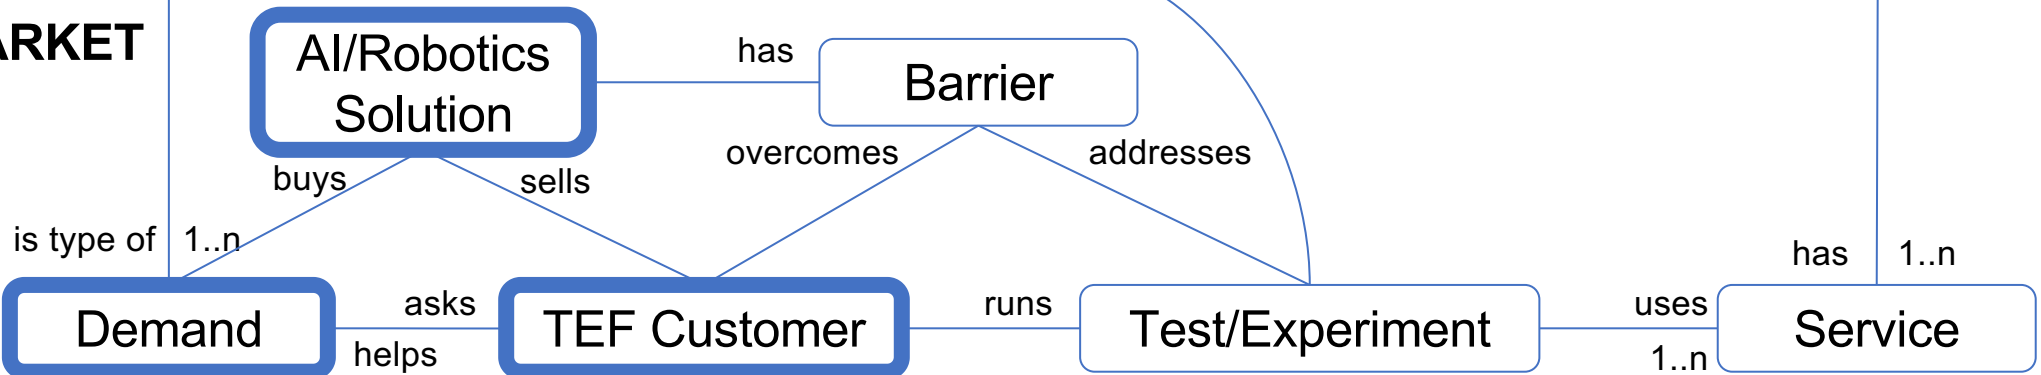 ARKET
AI/Robotics
Solution
has
Barrier
overcomes
addresses
buys
sells
is type of
1..n
has
1..n
Demand
asks
helps
TEF Customer
runs
Test/Experiment
uses
1..n
Service